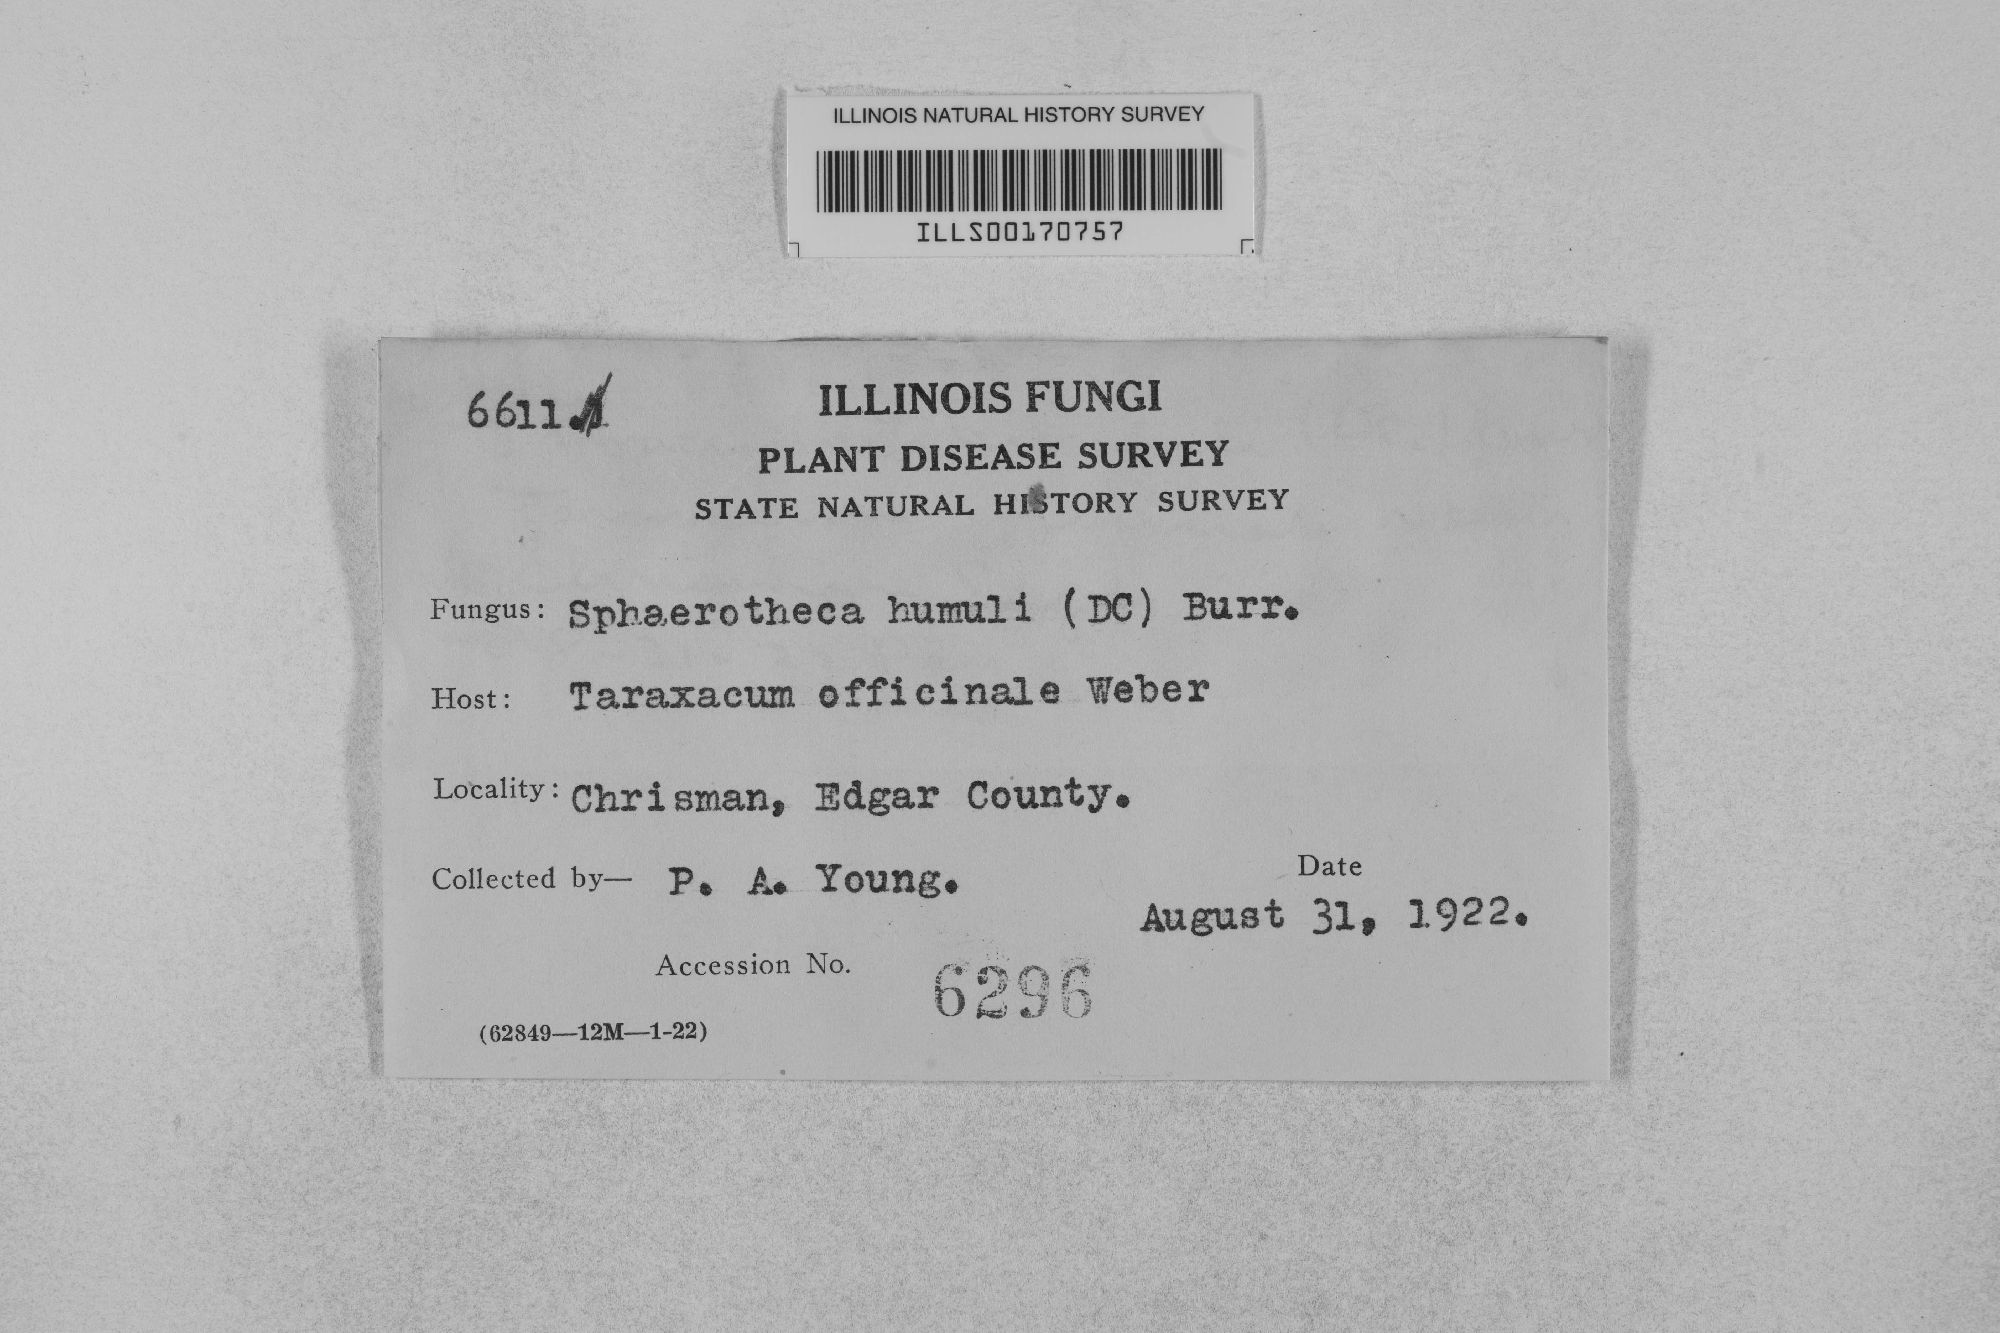 ILLINOIS NATURAL HISTORY SURVEY
ILLS00170757
6611
ILLINOIS FUNGI
PLANT DISEASE SURVEY
STATE NATURAL HISTORY SURVEY
Fungus: Sphaerotheca humuli (DC) Burr.
Host: Taraxacum officinale Weber
Locality: Chrisman, Edgar County.
Collected by— P. A. Young.
Date
August 31, 1922.
Accession No. 6296
(62849—12M—1-22)